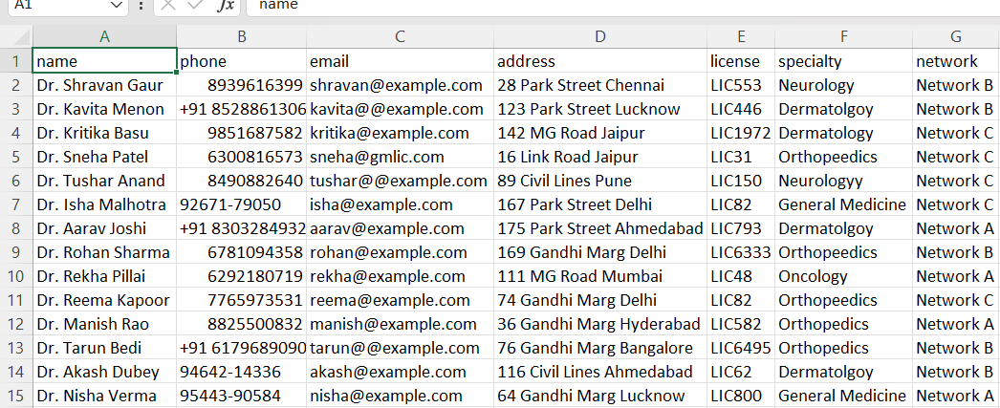 A1 fx name
A B C D E F G
1 name phone email address license specialty network
2 Dr. Shravan Gaur 8939616399 shravan@example.com 28 Park Street Chennai LIC553 Neurology Network B
3 Dr. Kavita Menon +91 8528861306 kavita@@example.com 123 Park Street Lucknow LIC446 Dermatolgoy Network B
4 Dr. Kritika Basu 9851687582 kritika@example.com 142 MG Road Jaipur LIC1972 Dermatolgoy Network C
5 Dr. Sneha Patel 6300816573 sneha@gmlic.com 16 Link Road Jaipur LIC31 Orthopeedics Network C
6 Dr. Tushar Anand 8490882640 tushar@@example.com 89 Civil Lines Pune LIC150 Neurologyy Network C
7 Dr. Isha Malhotra 92671-79050 isha@example.com 167 Park Street Delhi LIC82 General Medicine Network C
8 Dr. Aarav Joshi +91 8303284932 aarav@example.com 175 Park Street Ahmedabad LIC793 Dermatolgoy Network A
9 Dr. Rohan Sharma 6781094358 rohan@example.com 169 Gandhi Marg Delhi LIC6333 Orthopeedics Network B
10 Dr. Rekha Pillai 6292180719 rekha@example.com 111 MG Road Mumbai LIC48 Oncology Network A
11 Dr. Reema Kapoor 7765973531 reema@example.com 74 Gandhi Marg Delhi LIC82 Orthopeedics Network C
12 Dr. Manish Rao 8825500832 manish@example.com 36 Gandhi Marg Hyderabad LIC582 Orthopedics Network A
13 Dr. Tarun Bedi +91 6179689090 tarun@@example.com 76 Gandhi Marg Bangalore LIC6495 Orthopedics Network B
14 Dr. Akash Dubey 94642-14336 akash@example.com 116 Civil Lines Ahmedabad LIC62 Dermatolgoy Network B
15 Dr. Nisha Verma 95443-90584 nisha@example.com 64 Gandhi Marg Lucknow LIC800 General Medicine Network A